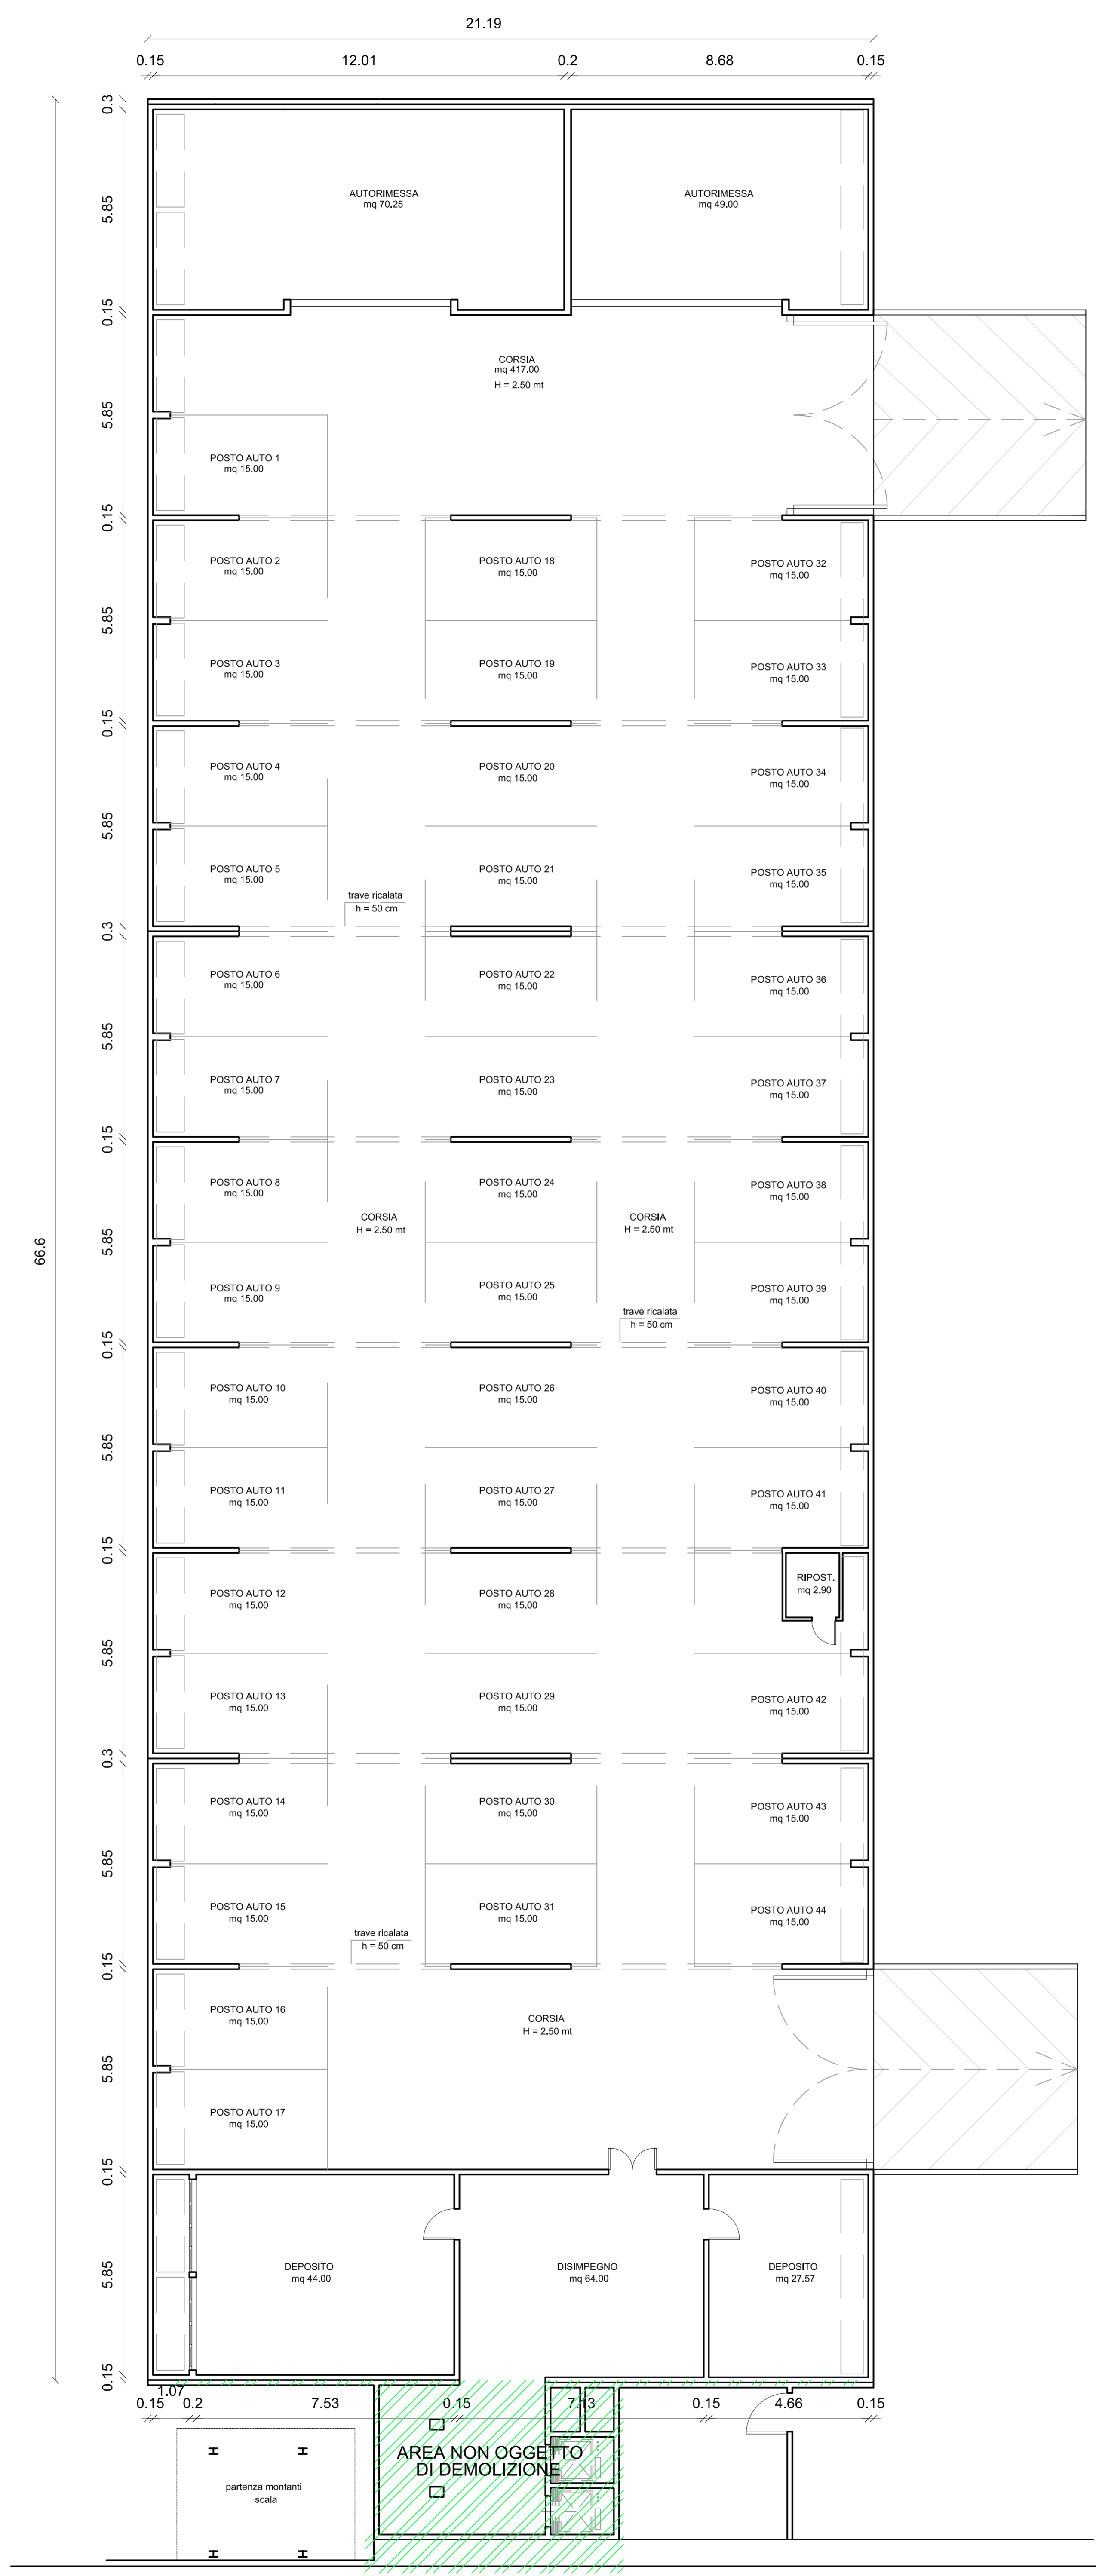 21.19
0.15
12.01
0.2
8.68
0.15
0.3
5.85
AUTORIMESSA
mq 70.25
AUTORIMESSA
mq 49.00
0.15
CORSIA
mq 417.00
H = 2.50 mt
5.85
POSTO AUTO 1
mq 15.00
0.15
POSTO AUTO 2
mq 15.00
POSTO AUTO 18
mq 15.00
POSTO AUTO 32
mq 15.00
5.85
POSTO AUTO 3
mq 15.00
POSTO AUTO 19
mq 15.00
POSTO AUTO 33
mq 15.00
0.15
POSTO AUTO 4
mq 15.00
POSTO AUTO 20
mq 15.00
POSTO AUTO 34
mq 15.00
5.85
POSTO AUTO 5
mq 15.00
POSTO AUTO 21
mq 15.00
POSTO AUTO 35
mq 15.00
trave ricalata
h = 50 cm
0.3
POSTO AUTO 6
mq 15.00
POSTO AUTO 22
mq 15.00
POSTO AUTO 36
mq 15.00
5.85
POSTO AUTO 7
mq 15.00
POSTO AUTO 23
mq 15.00
POSTO AUTO 37
mq 15.00
0.15
POSTO AUTO 8
mq 15.00
POSTO AUTO 24
mq 15.00
POSTO AUTO 38
mq 15.00
CORSIA
H = 2.50 mt
CORSIA
H = 2.50 mt
66.6
5.85
POSTO AUTO 9
mq 15.00
POSTO AUTO 25
mq 15.00
POSTO AUTO 39
mq 15.00
trave ricalata
h = 50 cm
0.15
POSTO AUTO 10
mq 15.00
POSTO AUTO 26
mq 15.00
POSTO AUTO 40
mq 15.00
5.85
POSTO AUTO 11
mq 15.00
POSTO AUTO 27
mq 15.00
POSTO AUTO 41
mq 15.00
0.15
POSTO AUTO 12
mq 15.00
POSTO AUTO 28
mq 15.00
RIPOST.
mq 2.90
5.85
POSTO AUTO 13
mq 15.00
POSTO AUTO 29
mq 15.00
POSTO AUTO 42
mq 15.00
0.3
POSTO AUTO 14
mq 15.00
POSTO AUTO 30
mq 15.00
POSTO AUTO 43
mq 15.00
5.85
POSTO AUTO 15
mq 15.00
POSTO AUTO 31
mq 15.00
POSTO AUTO 44
mq 15.00
trave ricalata
h = 50 cm
0.15
POSTO AUTO 16
mq 15.00
CORSIA
H = 2.50 mt
5.85
POSTO AUTO 17
mq 15.00
0.15
5.85
DEPOSITO
mq 44.00
DISIMPEGNO
mq 64.00
DEPOSITO
mq 27.57
0.15
1.07
0.15
0.2
7.53
0.15
7.13
0.15
4.66
0.15
AREA NON OGGETTO
DI DEMOLIZIONE
partenza montanti
scala